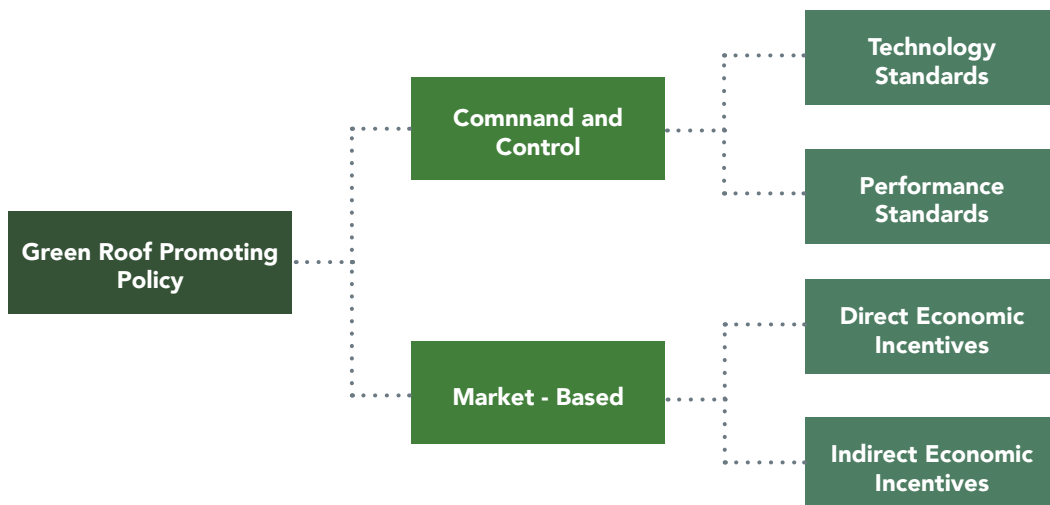 Technology
Standards
Comnnand and
Control
Performance
Standards
Green Roof Promoting
Policy
Direct Economic
Incentives
Market - Based
Indirect Economic
Incentives